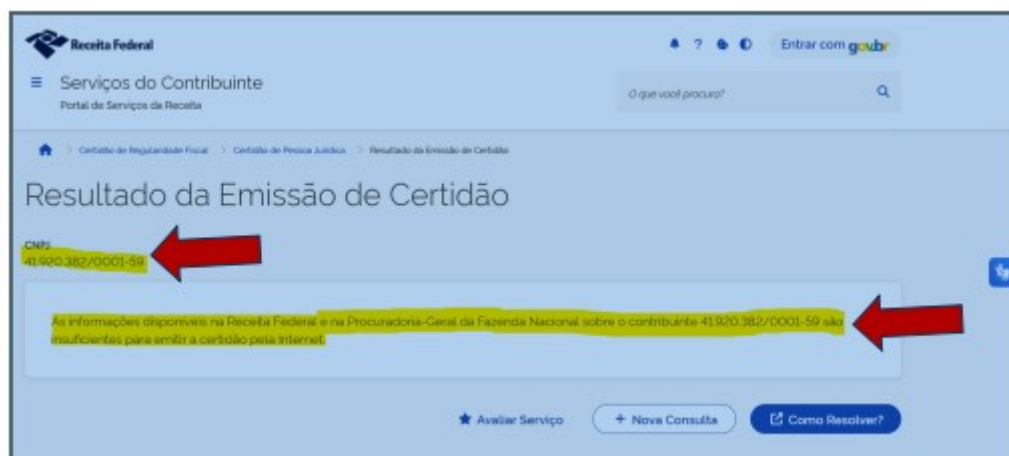 Receita Federal
Entrar com gov.br
Serviços do Contribuinte
Portal de Serviços da Receita
O que você procura?
Certidão de Regularidade Fiscal > Certidão de Pessoa Jurídica > Resultado da Emissão de Certidão
Resultado da Emissão de Certidão
CNPJ
41.920.382/0001-59
As informações disponíveis na Receita Federal e na Procuradoria-Geral da Fazenda Nacional sobre o contribuinte 41.920.382/0001-59 são
insuficientes para emitir a certidão pela Internet.
Avaliar Serviço
+ Nova Consulta
Como Resolver?